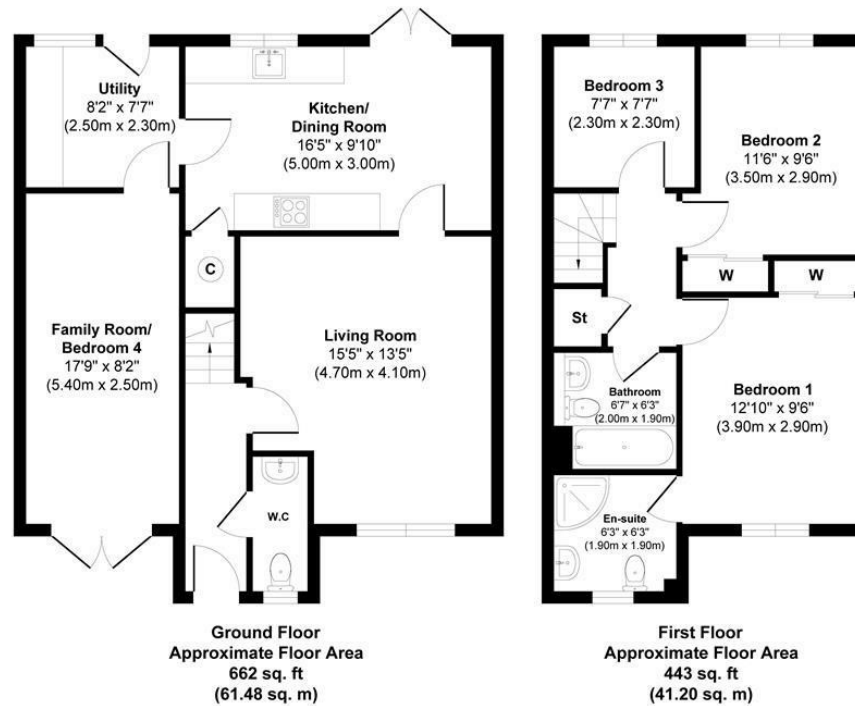 Utility
8'2" x 7'7"
(2.50m x 2.30m)
Kitchen/
Dining Room
16'5" x 9'10"
(5.00m x 3.00m)
C
Family Room/
Bedroom 4
17'9" x 8'2"
(5.40m x 2.50m)
Living Room
15'5" x 13'5"
(4.70m x 4.10m)
W.C
Ground Floor
Approximate Floor Area
662 sq. ft
(61.48 sq. m)
Bedroom 3
7'7" x 7'7"
(2.30m x 2.30m)
Bedroom 2
11'6" x 9'6"
(3.50m x 2.90m)
W
W
St
Bathroom
6'7" x 6'3"
(2.00m x 1.90m)
Bedroom 1
12'10" x 9'6"
(3.90m x 2.90m)
En-suite
6'3" x 6'3"
(1.90m x 1.90m)
First Floor
Approximate Floor Area
443 sq. ft
(41.20 sq. m)